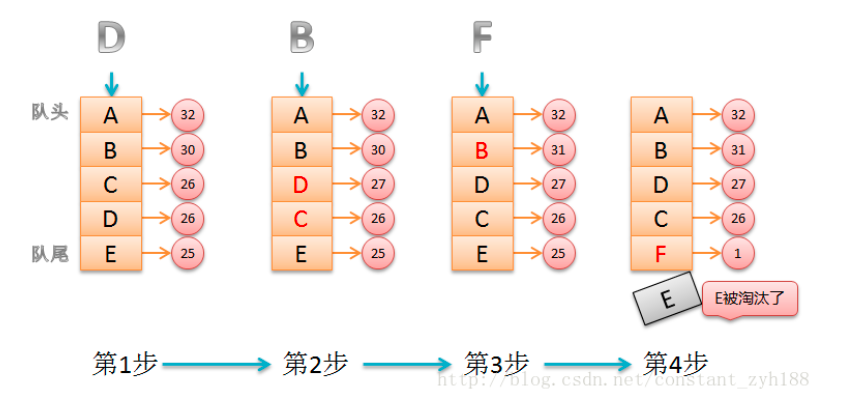 D B F
队头 A 32 A 32 A 32 A 32
B 30 B 30 B 31 B 31
C 26 D 27 D 27 D 27
D 26 C 26 C 26 C 26
队尾 E 25 E 25 E 25 F 1
E E被淘汰了
第1步 第2步 第3步 第4步
http://blog.csdn.net/constant_zyh188